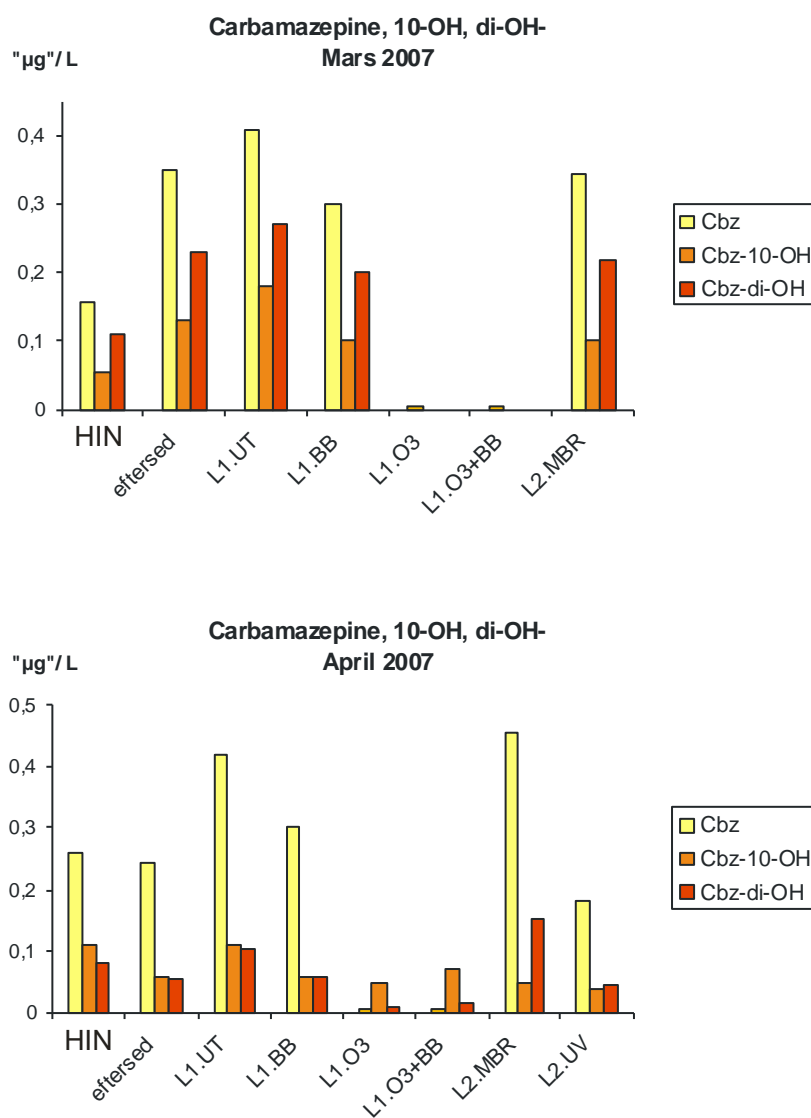 Carbamazepine, 10-OH, di-OH-
Mars 2007
"µg"/ L
0,4
0,3
0,2
0,1
0
HIN
eftersed
L1.UT
L1.BB
L1.O3
L1.O3+BB
L2.MBR
Cbz
Cbz-10-OH
Cbz-di-OH
Carbamazepine, 10-OH, di-OH-
April 2007
"µg"/ L
0,5
0,4
0,3
0,2
0,1
0
HIN
eftersed
L1.UT
L1.BB
L1.O3
L1.O3+BB
L2.MBR
L2.UV
Cbz
Cbz-10-OH
Cbz-di-OH